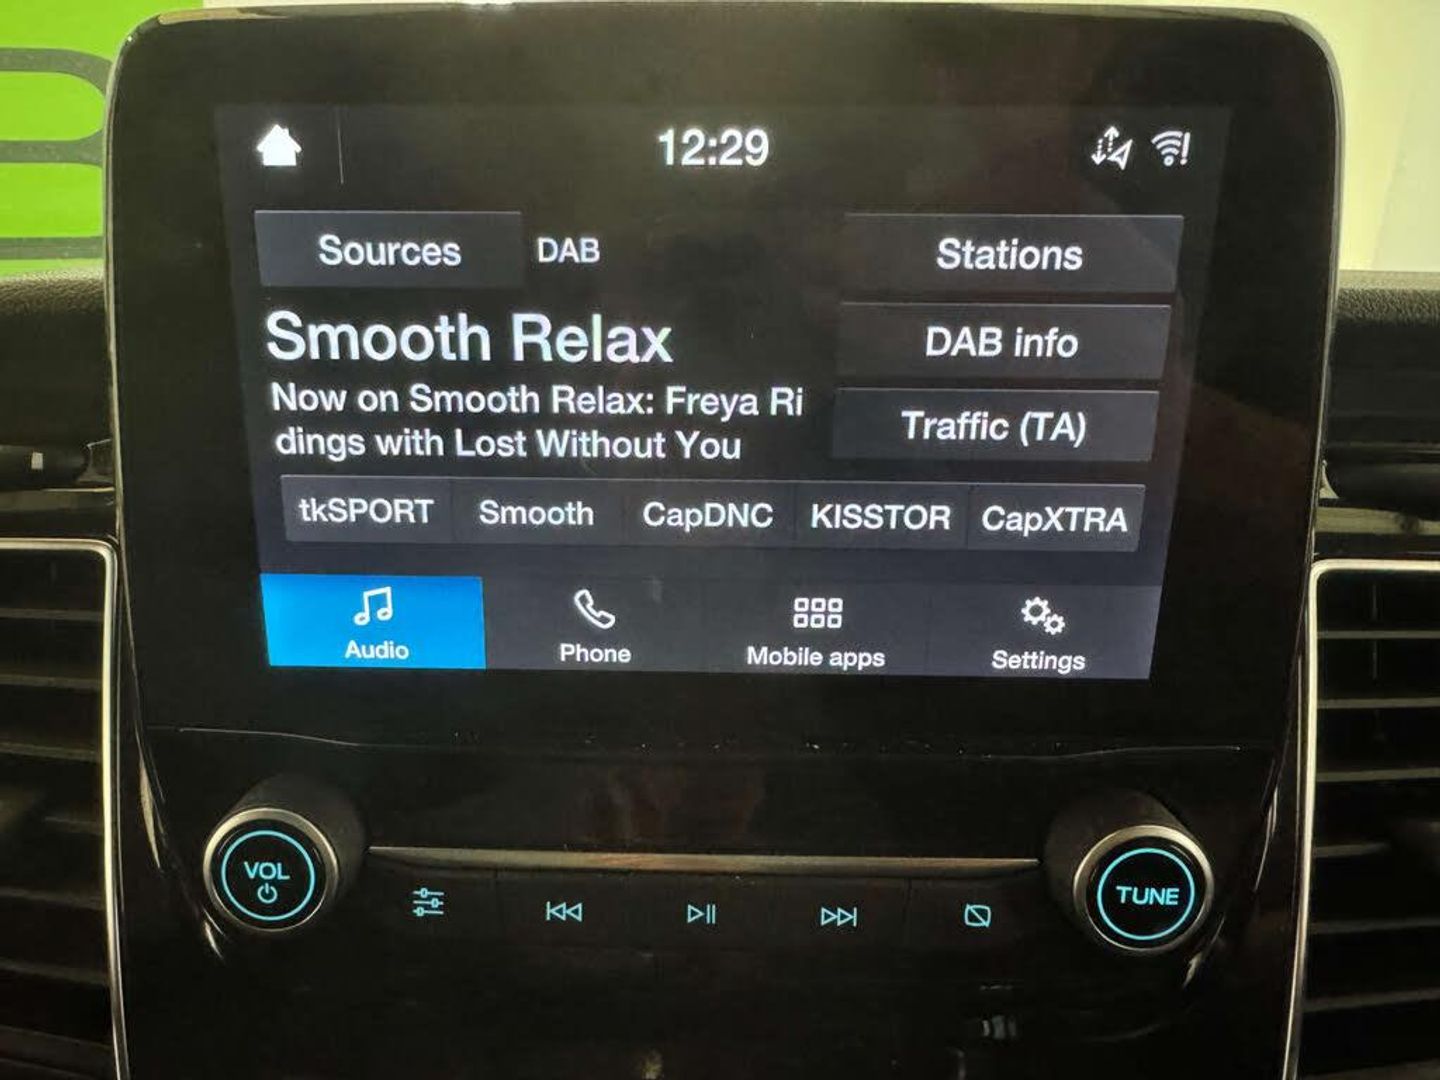 12:29
Sources DAB Stations
Smooth Relax
DAB info
Now on Smooth Relax: Freya Ri
dings with Lost Without You
Traffic (TA)
tkSPORT Smooth CapDNC KISSTOR CapXTRA
Audio Phone Mobile apps Settings
VOL
TUNE